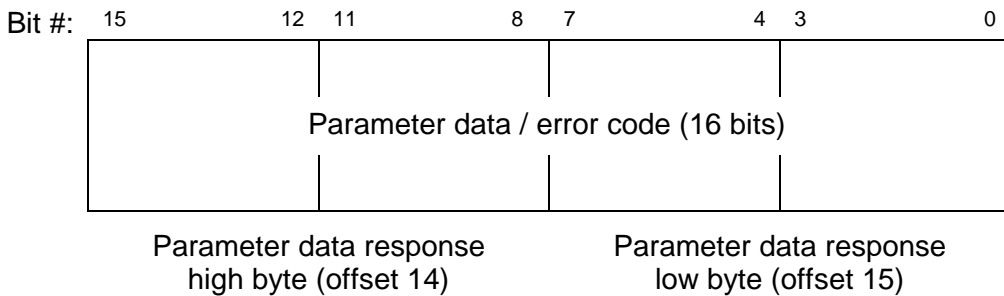 Bit #: 15 12 11 8 7 4 3 0
Parameter data / error code (16 bits)
Parameter data response
high byte (offset 14)
Parameter data response
low byte (offset 15)